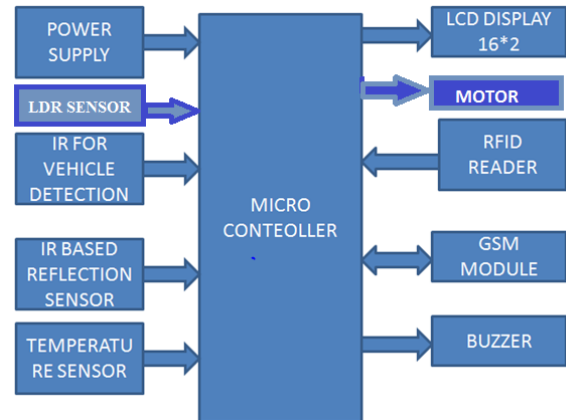 POWER
SUPPLY
LDR SENSOR
IR FOR
VEHICLE
DETECTION
IR BASED
REFLECTION
SENSOR
TEMPERATU
RE SENSOR
MICRO
CONTEOLLER
LCD DISPLAY
16*2
MOTOR
RFID
READER
GSM
MODULE
BUZZER